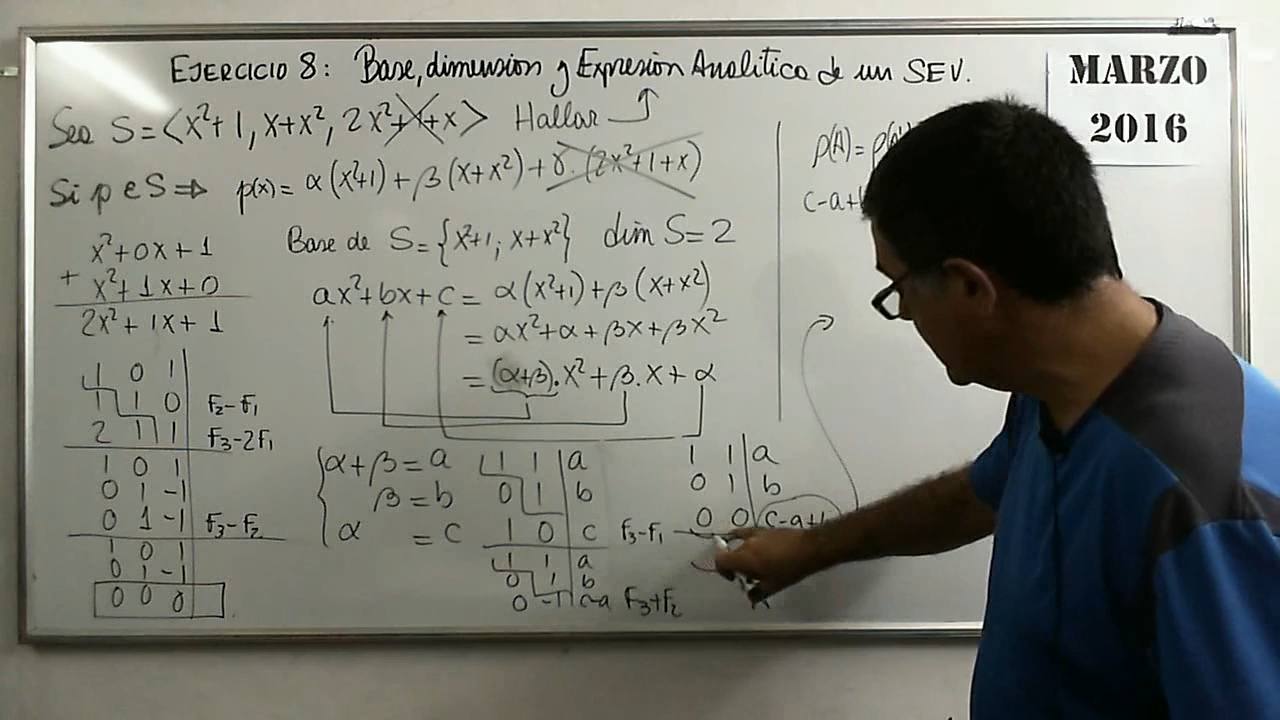 EJERCICIO 8: Base, dimension y Expresión Analítica de un SEV.
MARZO
2016
Sea S = <x²+1, x+x², 2x²+1+x> Hallar
Si p e S ⇒ p(x) = α(x²+1) + β(x+x²) + γ.(2x²+1+x)
x²+0x+1
+ x²+1x+0
2x²+1x+1
1 0 1
1 1 0 F₂-F₁
2 1 1 F₃-2F₁
1 0 1
0 1 -1
0 1 -1 F₃-F₂
1 0 1
0 1 -1
0 0 0
Base de S = {x²+1; x+x²} dim S = 2
ax²+bx+c = α(x²+1) + β(x+x²)
= αx²+α+βx+βx²
= (α+β).x²+β.x+α
α+β = a
β = b
α = c
1 1 | a
0 1 | b
1 0 | c F₃-F₁
1 1 | a
0 1 | b
0 -1 | c-a F₃+F₂
1 1 | a
0 1 | b
0 0 | c-a+
ρ(A) = ρ(
c-a+